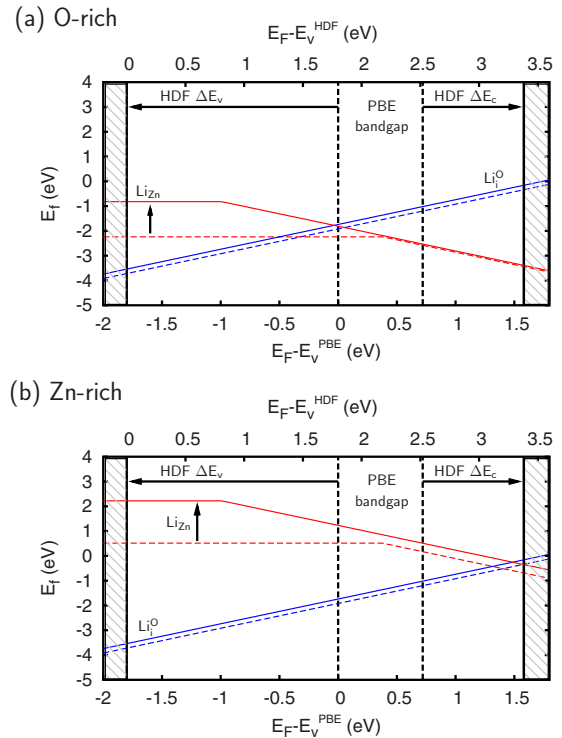 (a) O-rich
E_F-E_v^HDF (eV)
0 0.5 1 1.5 2 2.5 3 3.5
HDF ΔE_v
PBE
bandgap
HDF ΔE_c
4
3
2
1
0
-1
-2
-3
-4
-5
E_f (eV)
Li_Zn
Li_i^O
-2 -1.5 -1 -0.5 0 0.5 1 1.5
E_F-E_v^PBE (eV)
(b) Zn-rich
E_F-E_v^HDF (eV)
0 0.5 1 1.5 2 2.5 3 3.5
HDF ΔE_v
PBE
bandgap
HDF ΔE_c
4
3
2
1
0
-1
-2
-3
-4
-5
E_f (eV)
Li_Zn
Li_i^O
-2 -1.5 -1 -0.5 0 0.5 1 1.5
E_F-E_v^PBE (eV)